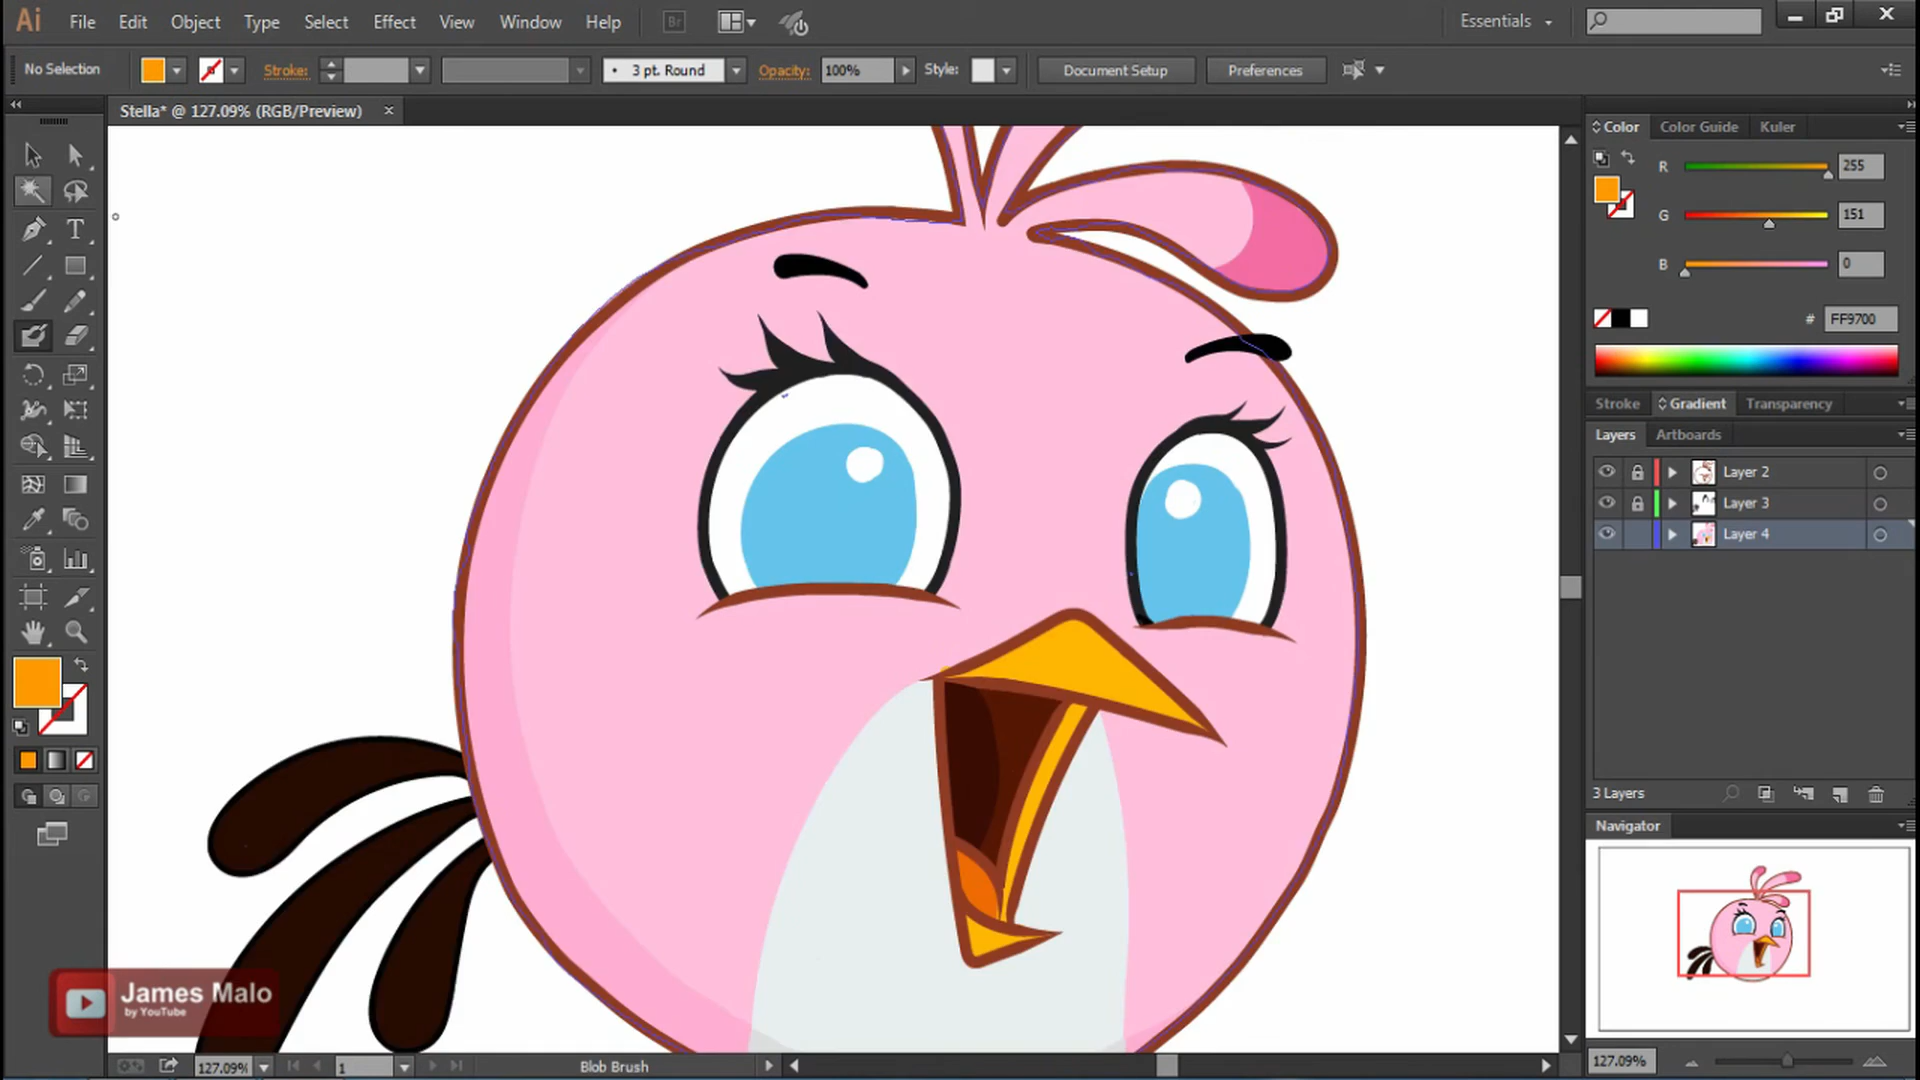 Ai File Edit Object Type Select Effect View Window Help Br Essentials
No Selection Stroke: 3 pt. Round Opacity: 100% Style: Document Setup Preferences
Stella* @ 127.09% (RGB/Preview)
Color Color Guide Kuler
R 255
G 151
B 0
# FF9700
Stroke Gradient Transparency
Layers Artboards
Layer 2
Layer 3
Layer 4
3 Layers
Navigator
James Malo
by YouTube
127.09% 1 Blob Brush 127.09%